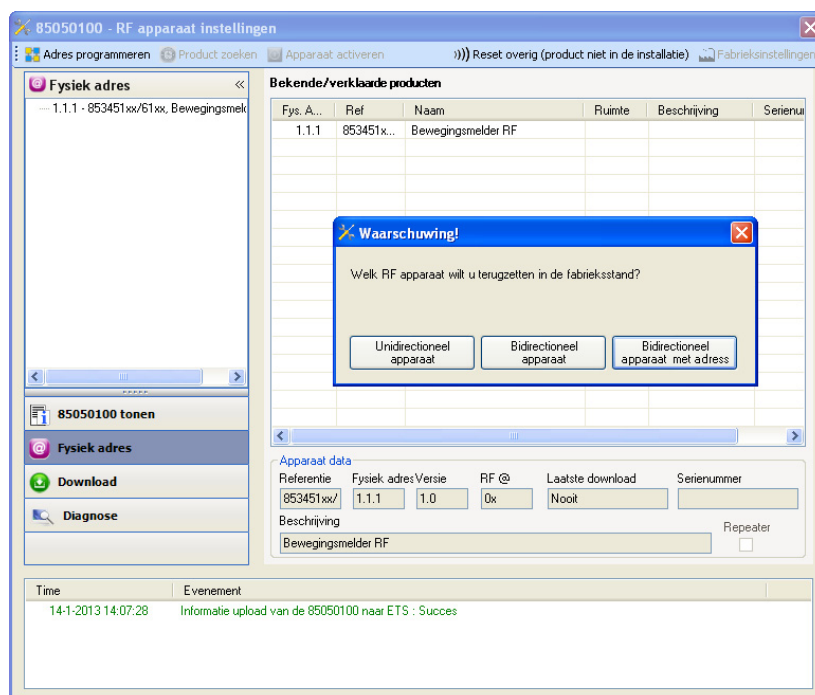 85050100 - RF apparaat instellingen
Adres programmeren Product zoeken Apparaat activeren Reset overig (product niet in de installatie) Fabrieksinstellingen
Fysiek adres «
1.1.1 - 853451xx/61xx, Bewegingsmeld
Bekende/verklaarde producten
Fys. A... Ref Naam Ruimte Beschrijving Serienu
1.1.1 853451x... Bewegingsmelder RF
Waarschuwing!
Welk RF apparaat wilt u terugzetten in de fabrieksstand?
Unidirectioneel
apparaat
Bidirectioneel
apparaat
Bidirectioneel
apparaat met adress
85050100 tonen
Fysiek adres
Download
Diagnose
Apparaat data
Referentie Fysiek adres Versie RF @ Laatste download Serienummer
853451xx/ 1.1.1 1.0 0x Nooit
Beschrijving
Repeater
Bewegingsmelder RF
Time Evenement
14-1-2013 14:07:28 Informatie upload van de 85050100 naar ETS : Succes